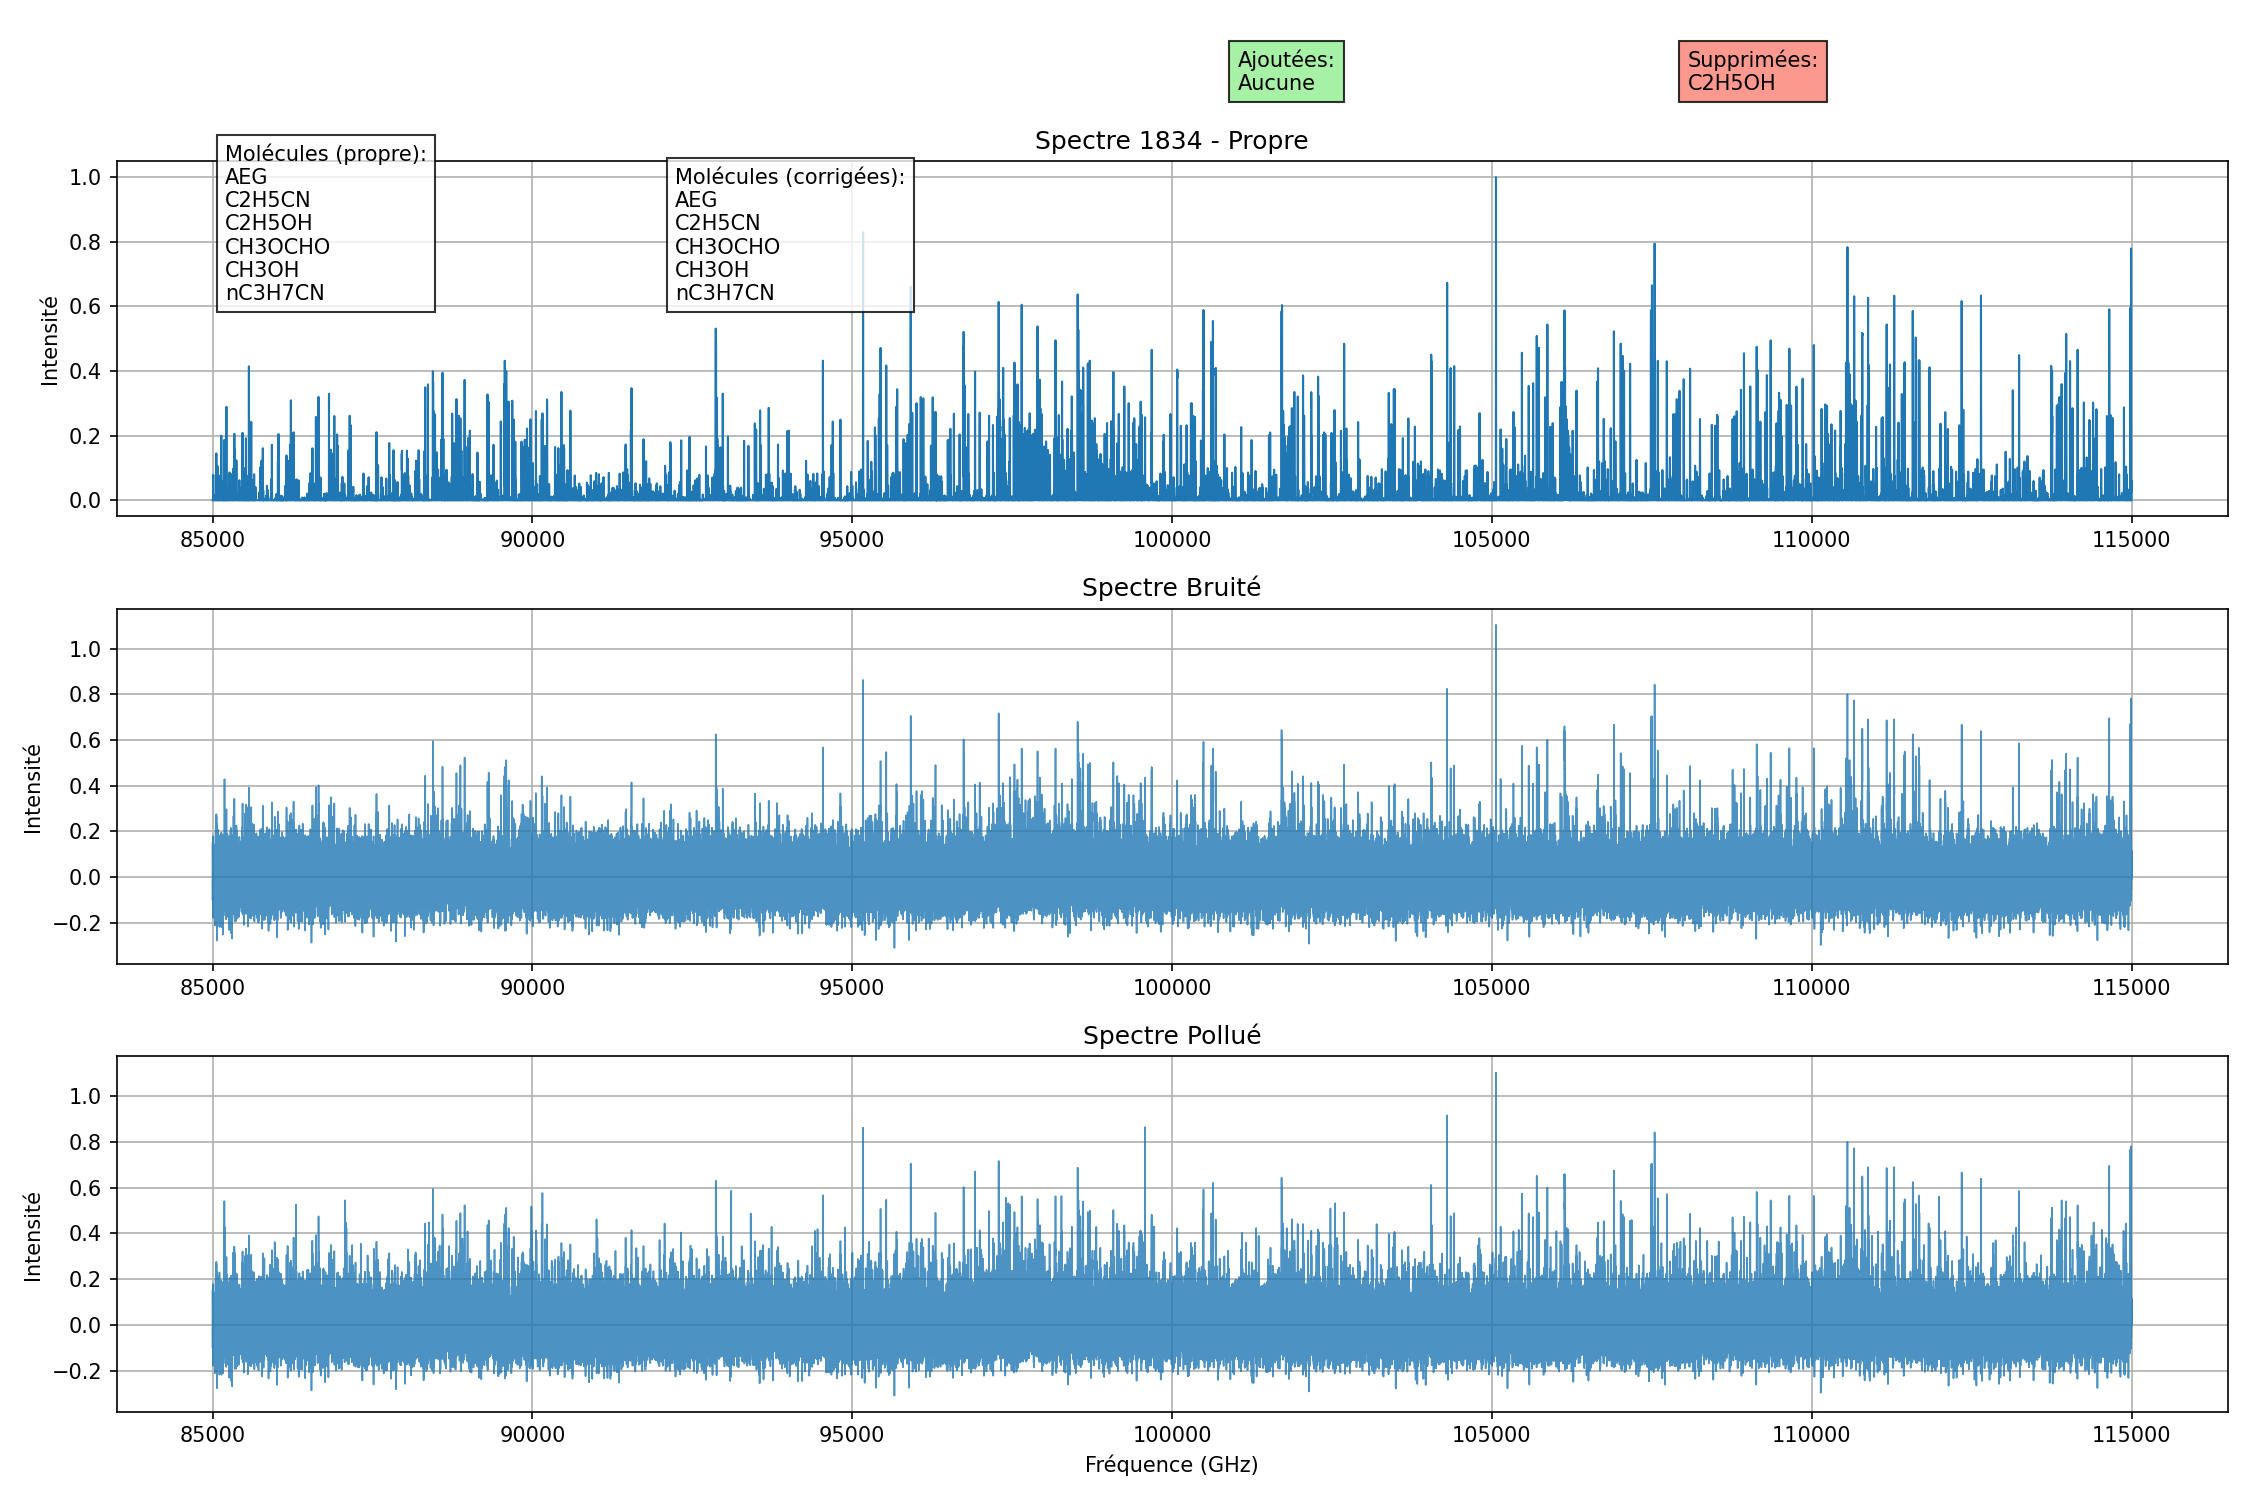 Ajoutées:
Aucune
Supprimées:
C2H5OH
Spectre 1834 - Propre
Molécules (propre):
AEG
C2H5CN
C2H5OH
CH3OCHO
CH3OH
nC3H7CN
Molécules (corrigées):
AEG
C2H5CN
CH3OCHO
CH3OH
nC3H7CN
Intensité
1.0
0.8
0.6
0.4
0.2
0.0
85000 90000 95000 100000 105000 110000 115000
Spectre Bruité
Intensité
1.0
0.8
0.6
0.4
0.2
0.0
−0.2
85000 90000 95000 100000 105000 110000 115000
Spectre Pollué
Intensité
1.0
0.8
0.6
0.4
0.2
0.0
−0.2
85000 90000 95000 100000 105000 110000 115000
Fréquence (GHz)